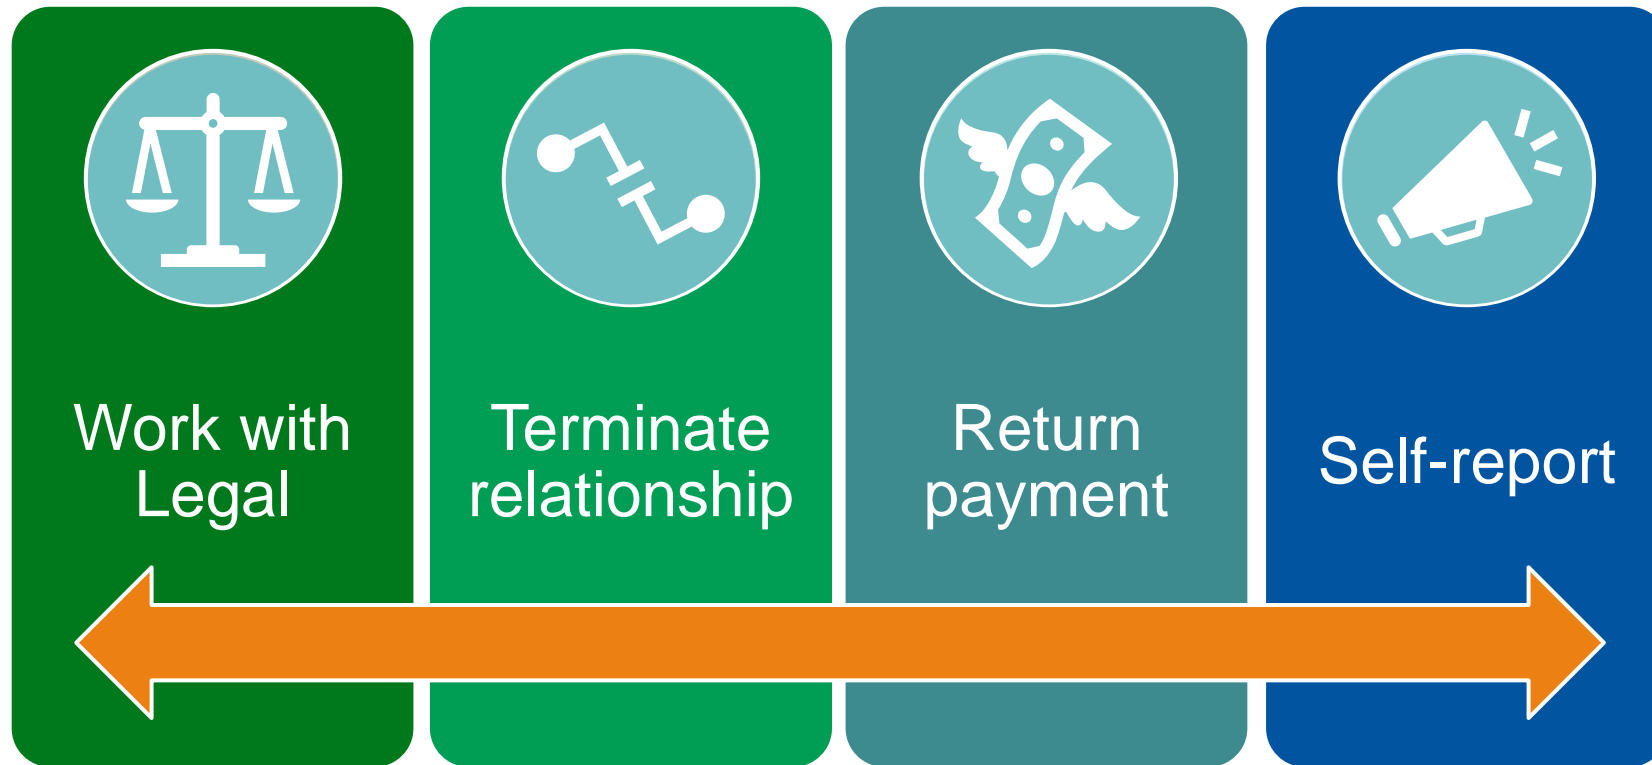 Work with
Legal
Terminate
relationship
Return
payment
Self-report